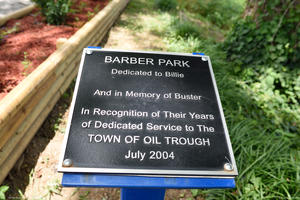 BARBER PARK
Dedicated to Billie
And in Memory of Buster
In Recognition of Their Years
of Dedicated Service to The
TOWN OF OIL TROUGH
July 2004